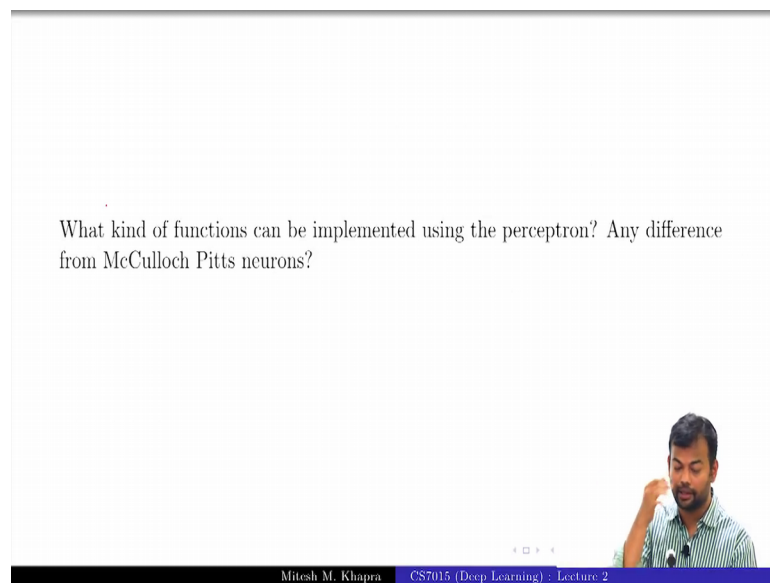 What kind of functions can be implemented using the perceptron? Any difference
from McCulloch Pitts neurons?
Mitesh M. Khapra CS7015 (Deep Learning) : Lecture 2